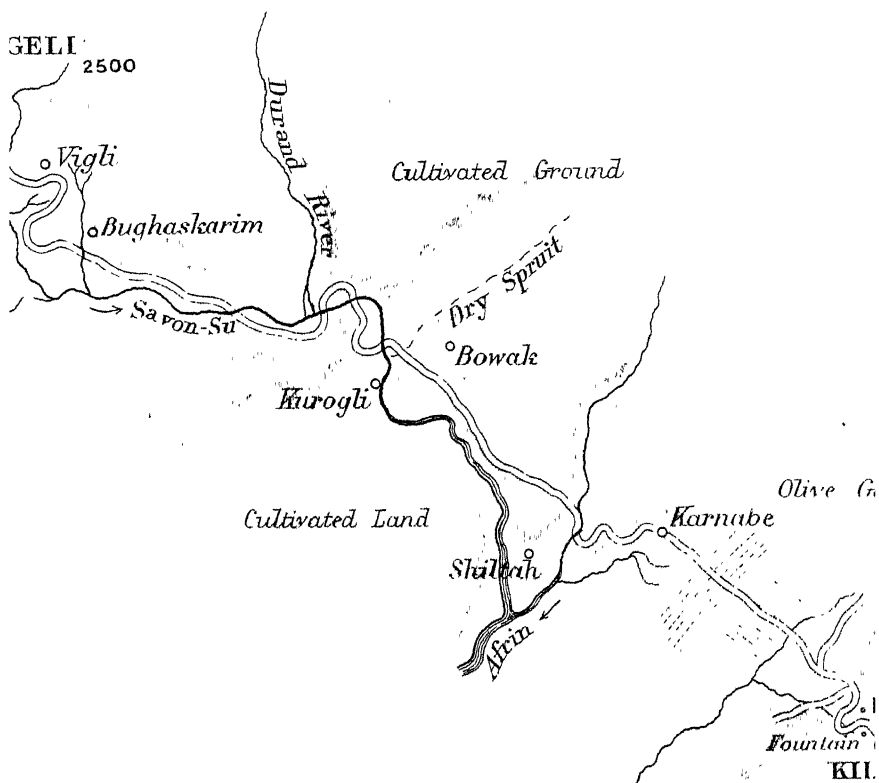 GELI
2500
Vigli
Durand River
Cultivated Ground
Bughaskarim
Dry Spruit
Savon-Su
Bowak
Kurogli
Olive
Cultivated Land
Karnabe
Shiltah
Afrin
Fountain
KIL